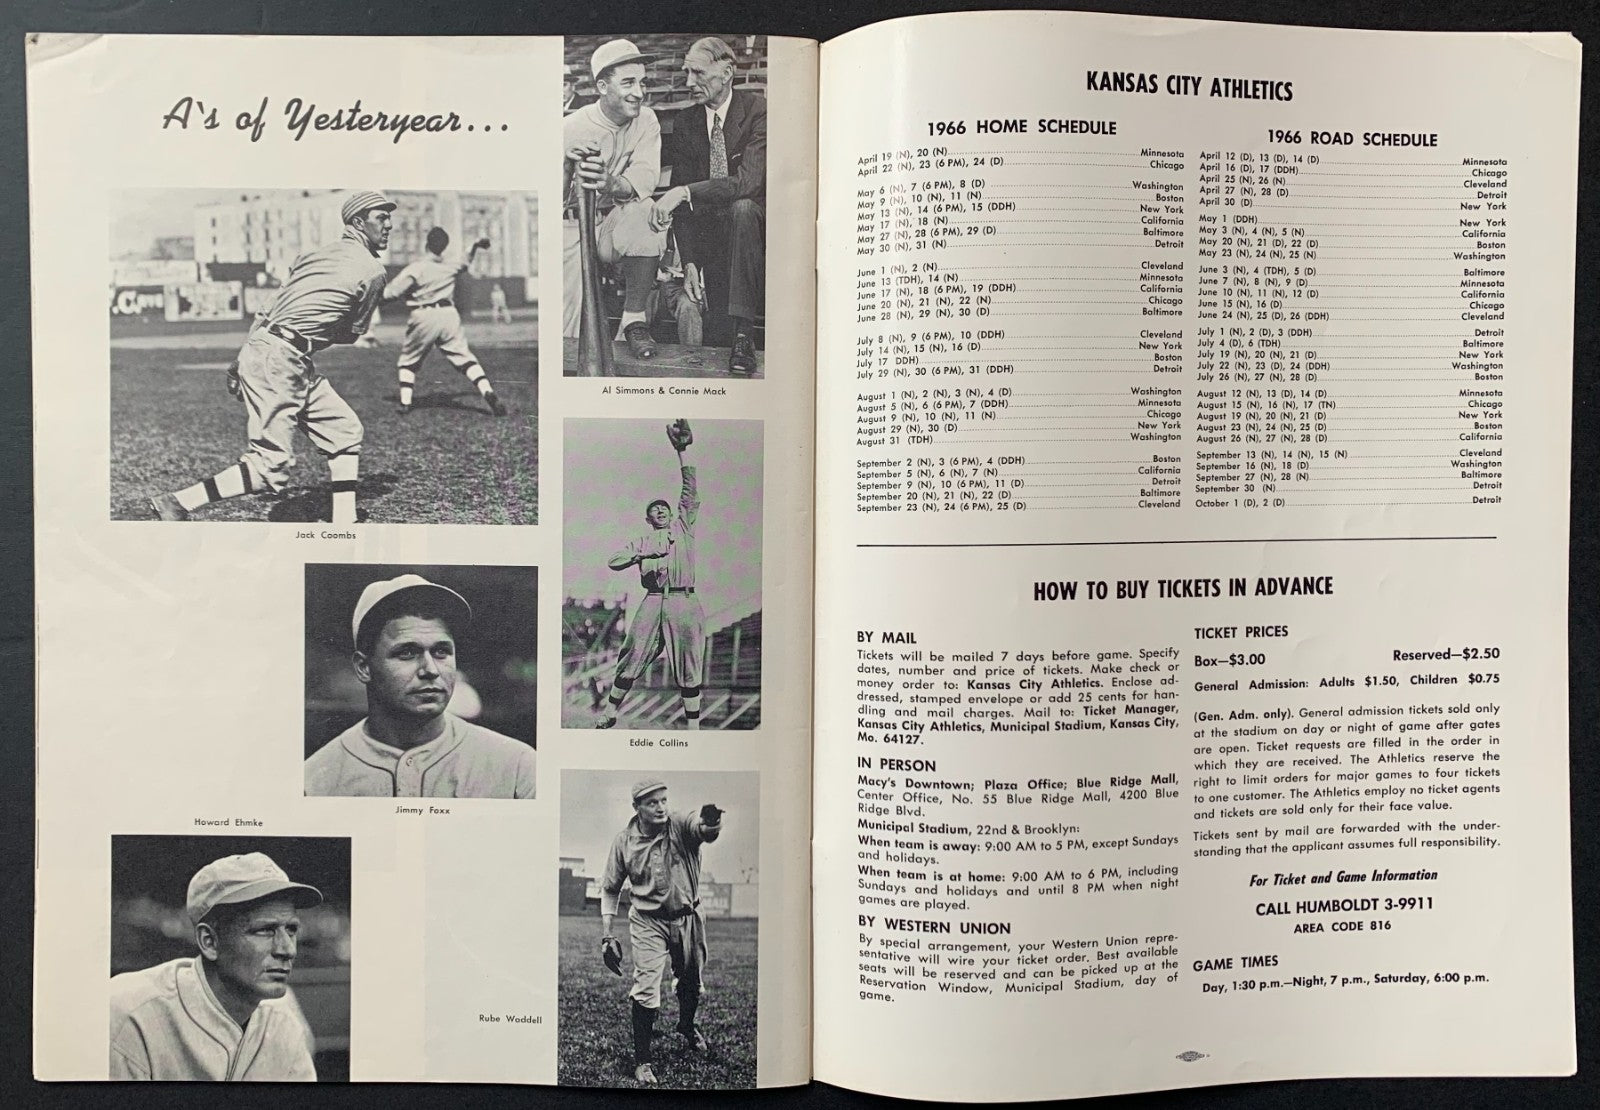 A's of Yesteryear...
Al Simmons & Connie Mack
Jack Coombs
Eddie Collins
Jimmy Foxx
Howard Ehmke
Rube Waddell
KANSAS CITY ATHLETICS
1966 HOME SCHEDULE
April 19 (N), 20 (N) Minnesota
April 22 (N), 23 (6 PM), 24 (D) Chicago
May 6 (N), 7 (6 PM), 8 (D) Washington
May 9 (N), 10 (N), 11 (N) Boston
May 13 (N), 14 (6 PM), 15 (DDH) New York
May 17 (N), 18 (N) California
May 27 (N), 28 (6 PM), 29 (D) Baltimore
May 30 (N), 31 (N) Detroit
June 1 (N), 2 (N) Cleveland
June 13 (TDH), 14 (N) Minnesota
June 17 (N), 18 (6 PM), 19 (DDH) California
June 20 (N), 21 (N), 22 (N) Chicago
June 28 (N), 29 (N), 30 (D) Baltimore
July 8 (N), 9 (6 PM), 10 (DDH) Cleveland
July 14 (N), 15 (N), 16 (D) New York
July 17 DDH) Boston
July 29 (N), 30 (6 PM), 31 (DDH) Detroit
August 1 (N), 2 (N), 3 (N), 4 (D) Washington
August 5 (N), 6 (6 PM), 7 (DDH) Minnesota
August 9 (N), 10 (N), 11 (N) Chicago
August 29 (N), 30 (D) New York
August 31 (TDH) Washington
September 2 (N), 3 (6 PM), 4 (DDH) Boston
September 5 (N), 6 (N), 7 (N) California
September 9 (N), 10 (6 PM), 11 (D) Detroit
September 20 (N), 21 (N), 22 (D) Baltimore
September 23 (N), 24 (6 PM), 25 (D) Cleveland
1966 ROAD SCHEDULE
April 12 (D), 13 (D), 14 (D) Minnesota
April 16 (D), 17 (DDH) Chicago
April 25 (N), 26 (N) Cleveland
April 27 (N), 28 (D) Detroit
April 30 (D) New York
May 1 (DDH) New York
May 3 (N), 4 (N), 5 (N) California
May 20 (N), 21 (D), 22 (D) Boston
May 23 (N), 24 (N), 25 (N) Washington
June 3 (N), 4 (TDH), 5 (D) Baltimore
June 7 (N), 8 (N), 9 (D) Minnesota
June 10 (N), 11 (N), 12 (D) California
June 15 (N), 16 (D) Chicago
June 24 (N), 25 (D), 26 (DDH) Cleveland
July 1 (N), 2 (D), 3 (DDH) Detroit
July 4 (D), 6 (TDH) Baltimore
July 19 (N), 20 (N), 21 (D) New York
July 22 (N), 23 (D), 24 (DDH) Washington
July 26 (N), 27 (N), 28 (D) Boston
August 12 (N), 13 (D), 14 (D) Minnesota
August 15 (N), 16 (N), 17 (TN) Chicago
August 19 (N), 20 (N), 21 (D) New York
August 23 (N), 24 (N), 25 (D) Boston
August 26 (N), 27 (N), 28 (D) California
September 13 (N), 14 (N), 15 (N) Cleveland
September 16 (N), 18 (D) Washington
September 27 (N), 28 (N) Baltimore
September 30 (N) Detroit
October 1 (D), 2 (D) Detroit
HOW TO BUY TICKETS IN ADVANCE
BY MAIL
Tickets will be mailed 7 days before game. Specify
dates, number and price of tickets. Make check or
money order to: Kansas City Athletics. Enclose ad-
dressed, stamped envelope or add 25 cents for han-
dling and mail charges. Mail to: Ticket Manager,
Kansas City Athletics, Municipal Stadium, Kansas City,
Mo. 64127.
IN PERSON
Macy's Downtown; Plaza Office; Blue Ridge Mall,
Center Office, No. 55 Blue Ridge Mall, 4200 Blue
Ridge Blvd.
Municipal Stadium, 22nd & Brooklyn:
When team is away: 9:00 AM to 5 PM, except Sundays
and holidays.
When team is at home: 9:00 AM to 6 PM, including
Sundays and holidays and until 8 PM when night
games are played.
BY WESTERN UNION
By special arrangement, your Western Union repre-
sentative will wire your ticket order. Best available
seats will be reserved and can be picked up at the
Reservation Window, Municipal Stadium, day of
game.
TICKET PRICES
Box—$3.00 Reserved—$2.50
General Admission: Adults $1.50, Children $0.75
(Gen. Adm. only). General admission tickets sold only
at the stadium on day or night of game after gates
are open. Ticket requests are filled in the order in
which they are received. The Athletics reserve the
right to limit orders for major games to four tickets
to one customer. The Athletics employ no ticket agents
and tickets are sold only for their face value.
Tickets sent by mail are forwarded with the under-
standing that the applicant assumes full responsibility.
For Ticket and Game Information
CALL HUMBOLDT 3-9911
AREA CODE 816
GAME TIMES
Day, 1:30 p.m.—Night, 7 p.m., Saturday, 6:00 p.m.